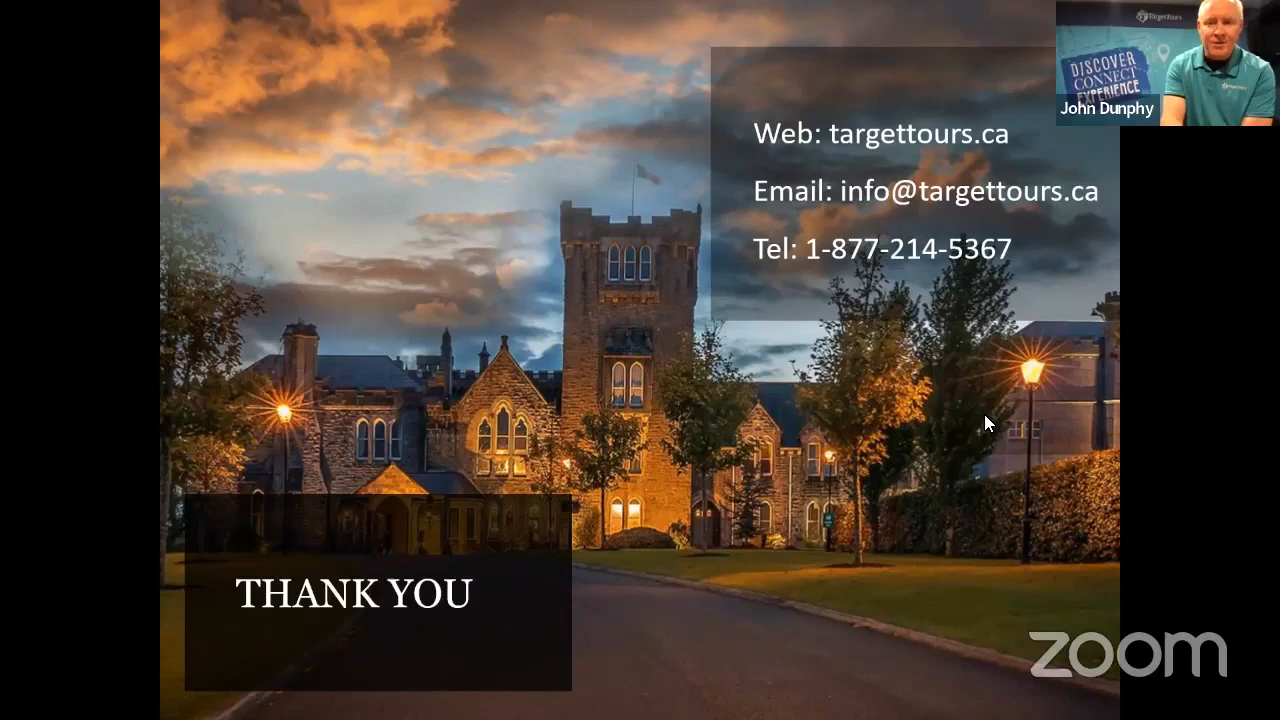 TargetTours
DISCOVER
CONNECT
EXPERIENCE
John Dunphy
Web: targettours.ca
Email: info@targettours.ca
Tel: 1-877-214-5367
THANK YOU
zoom